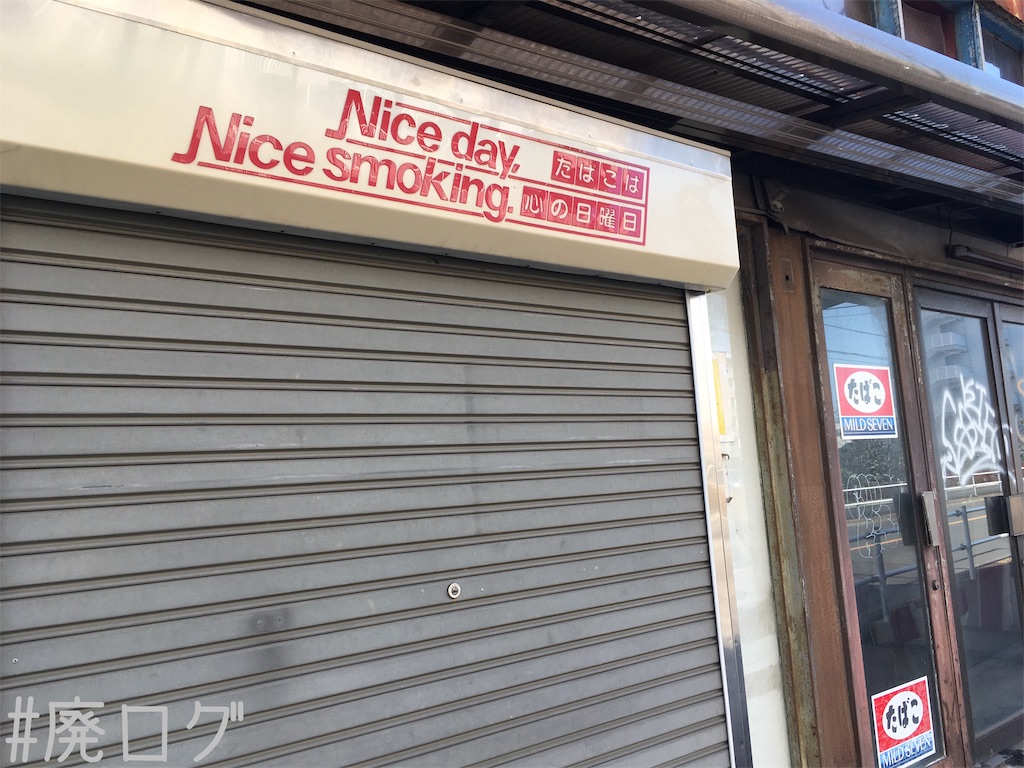 Nice day,
Nice smoking.
たばこは
心の日曜日
たばこ
MILD SEVEN
たばこ
MILD SEVEN
#廃ログ